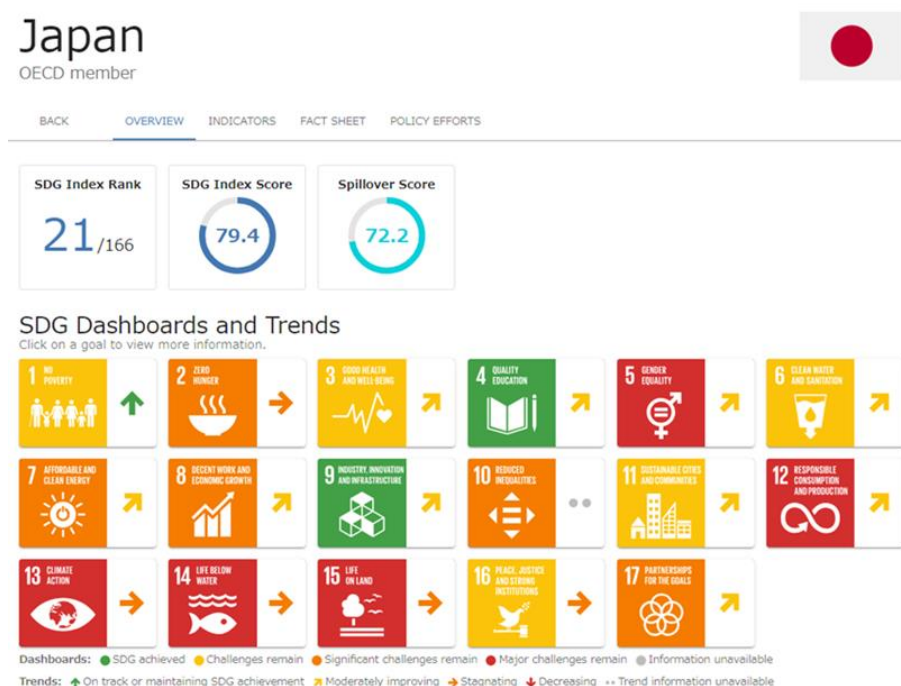 Japan
OECD member
BACK OVERVIEW INDICATORS FACT SHEET POLICY EFFORTS
SDG Index Rank
21/166
SDG Index Score
79.4
Spillover Score
72.2
SDG Dashboards and Trends
Click on a goal to view more information.
1 NO
POVERTY
2 ZERO
HUNGER
3 GOOD HEALTH
AND WELL-BEING
4 QUALITY
EDUCATION
5 GENDER
EQUALITY
6 CLEAN WATER
AND SANITATION
7 AFFORDABLE AND
CLEAN ENERGY
8 DECENT WORK AND
ECONOMIC GROWTH
9 INDUSTRY, INNOVATION
AND INFRASTRUCTURE
10 REDUCED
INEQUALITIES
11 SUSTAINABLE CITIES
AND COMMUNITIES
12 RESPONSIBLE
CONSUMPTION
AND PRODUCTION
13 CLIMATE
ACTION
14 LIFE BELOW
WATER
15 LIFE
ON LAND
16 PEACE, JUSTICE
AND STRONG
INSTITUTIONS
17 PARTNERSHIPS
FOR THE GOALS
Dashboards: SDG achieved Challenges remain Significant challenges remain Major challenges remain Information unavailable
Trends: On track or maintaining SDG achievement Moderately improving Stagnating Decreasing Trend information unavailable